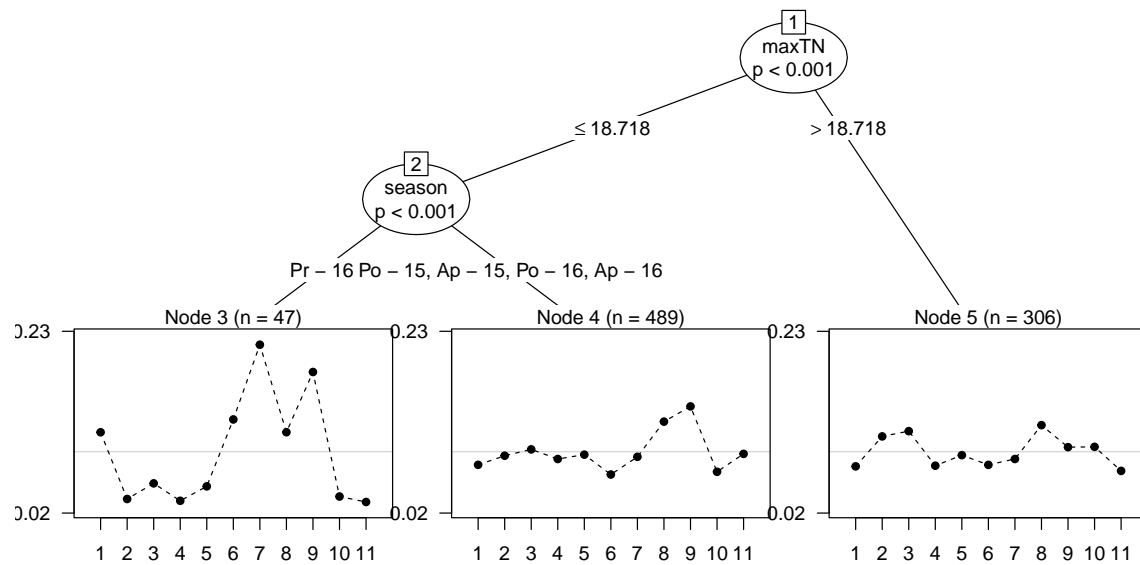 1
maxTN
p < 0.001
≤ 18.718
> 18.718
2
season
p < 0.001
Pr − 16
Po − 15, Ap − 15, Po − 16, Ap − 16
Node 3 (n = 47)
0.23
0.02
1 2 3 4 5 6 7 8 9 10 11
Node 4 (n = 489)
0.23
0.02
1 2 3 4 5 6 7 8 9 10 11
Node 5 (n = 306)
0.23
0.02
1 2 3 4 5 6 7 8 9 10 11